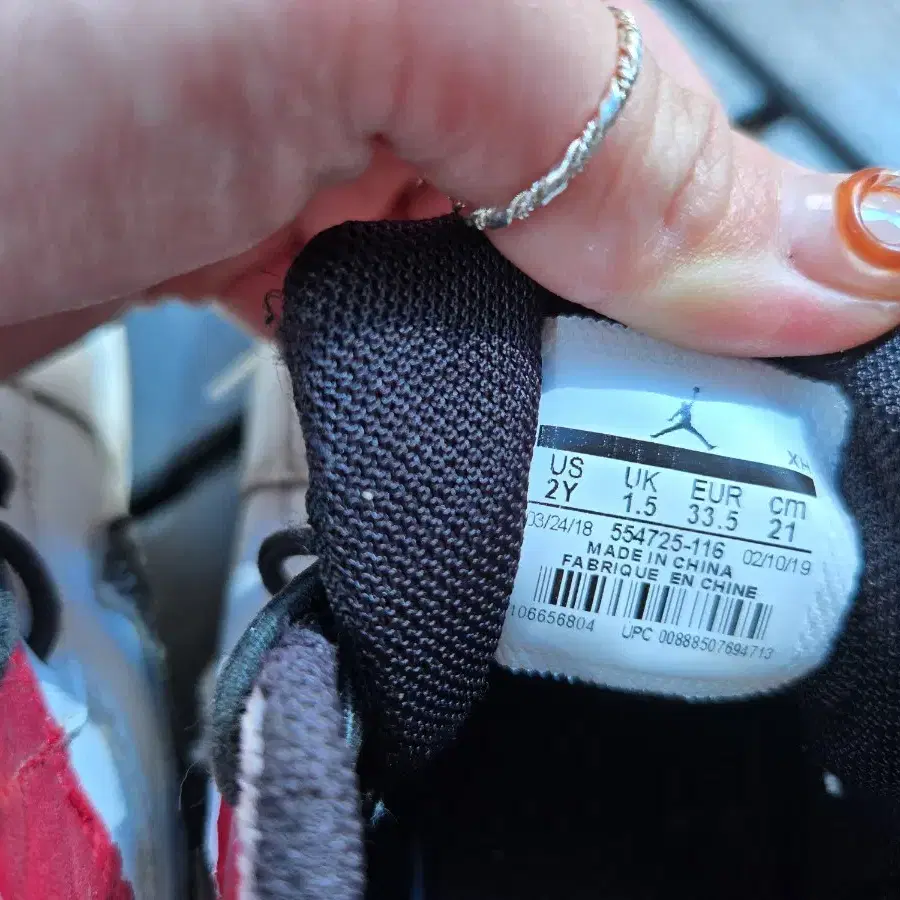 XH
US UK EUR cm
2Y 1.5 33.5 21
03/24/18 554725-116 02/10/19
MADE IN CHINA
FABRIQUE EN CHINE
106656804 UPC 00888507694713